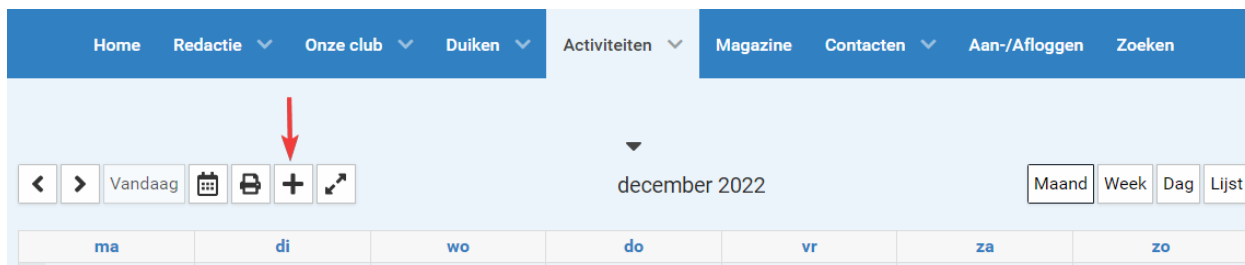 Home Redactie Onze club Duiken Activiteiten Magazine Contacten Aan-/Afloggen Zoeken
Vandaag december 2022 Maand Week Dag Lijst
ma di wo do vr za zo